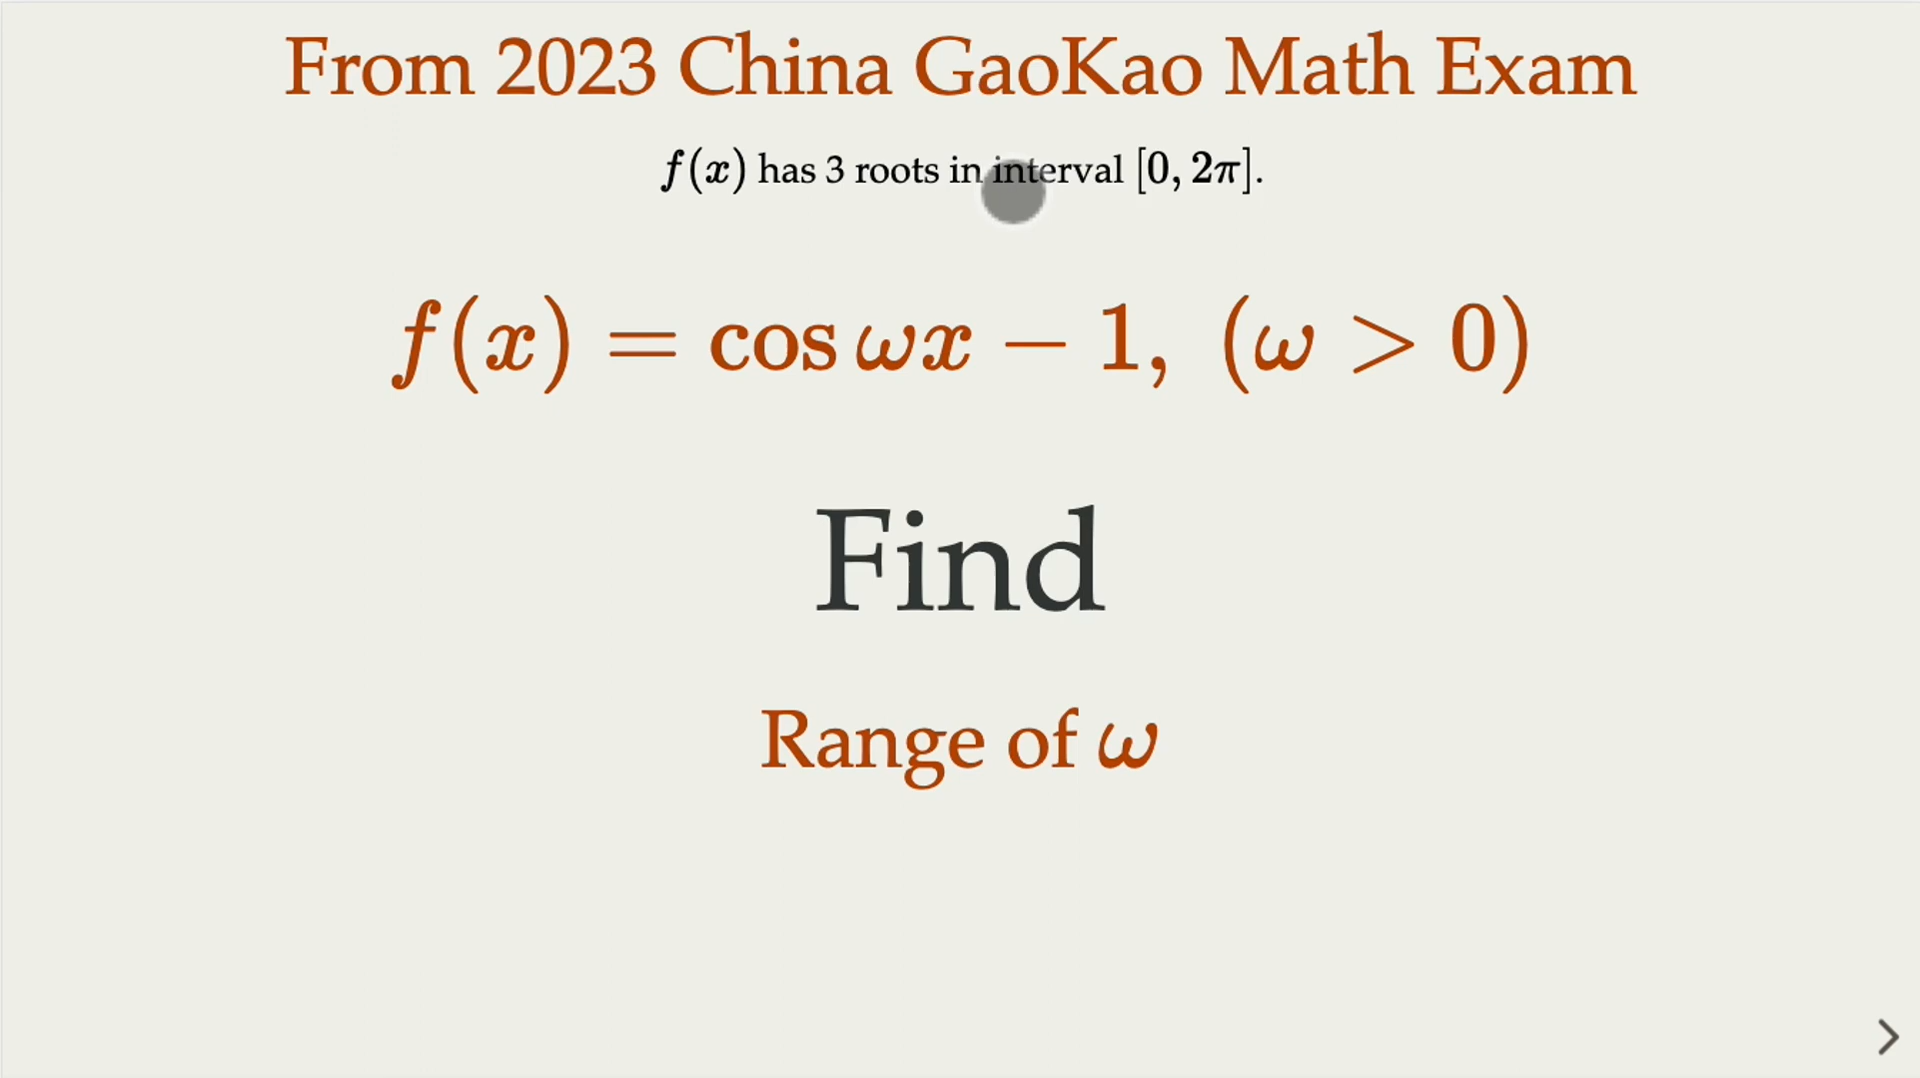 From 2023 China GaoKao Math Exam
f(x) has 3 roots in interval [0, 2π].
f(x) = cos ωx − 1, (ω > 0)
Find
Range of ω